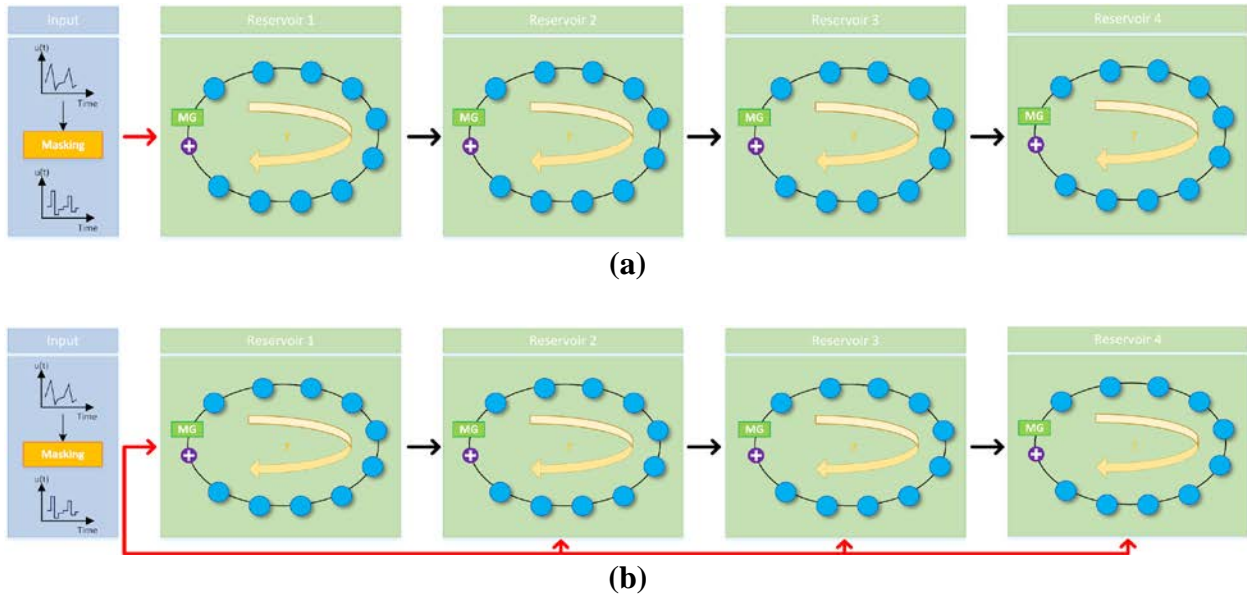 Input
Reservoir 1
Reservoir 2
Reservoir 3
Reservoir 4
u(t)
Time
Masking
u(t)
Time
MG
MG
MG
MG
(a)
Input
Reservoir 1
Reservoir 2
Reservoir 3
Reservoir 4
u(t)
Time
Masking
u(t)
Time
MG
MG
MG
MG
(b)